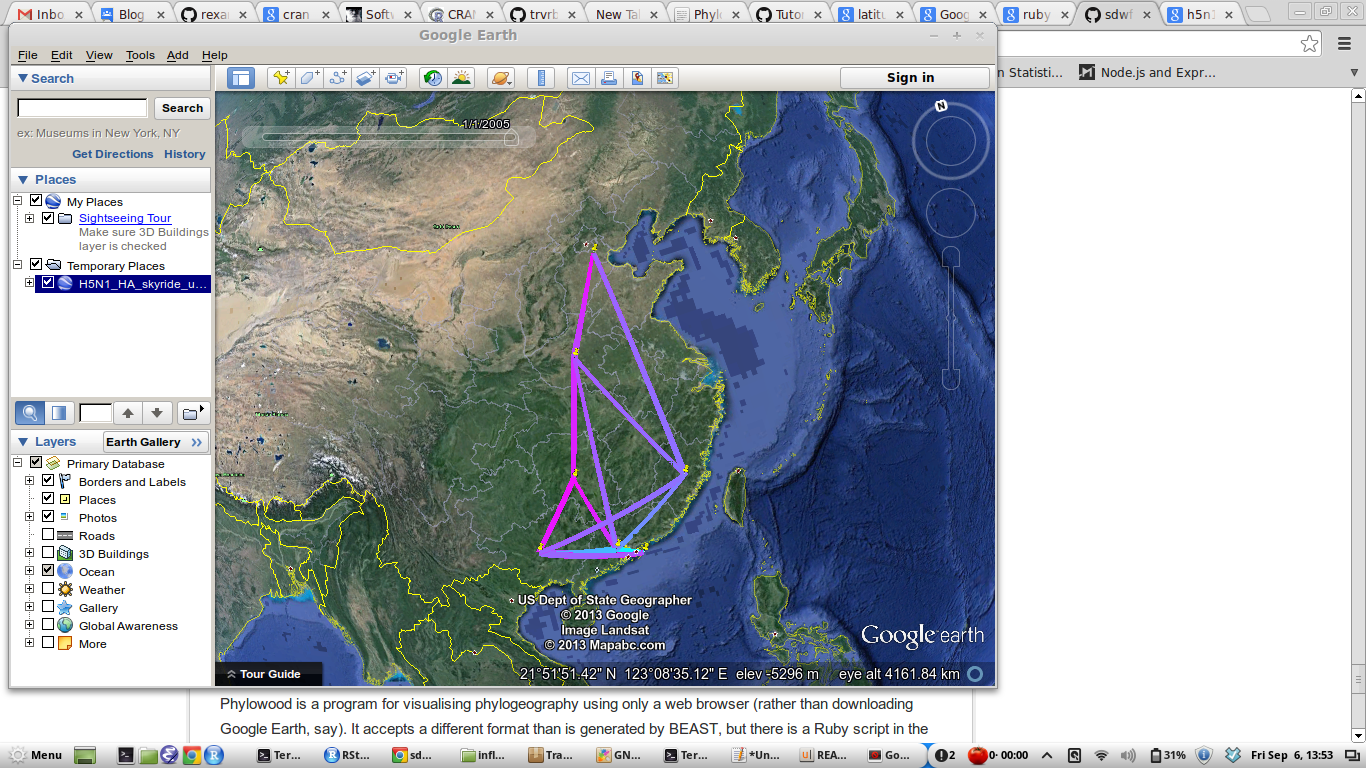 Inbo
Blog
rexa
cran
Softw
CRAN
trvrb
New Tal
Phyl
Tuto
latitu
Goog
ruby
sdwf
h5n1
Google Earth
File Edit View Tools Add Help
n Statisti... Node.js and Expr...
Search
Sign in
Search
ex: Museums in New York, NY
Get Directions History
1/1/2005
N
Places
My Places
Sightseeing Tour
Make sure 3D Buildings
layer is checked
Temporary Places
H5N1_HA_skyride_u...
Layers
Earth Gallery >>
Primary Database
Borders and Labels
Places
Photos
Roads
3D Buildings
Ocean
Weather
Gallery
Global Awareness
More
US Dept of State Geographer
© 2013 Google
Image Landsat
© 2013 Mapabc.com
Google earth
Tour Guide
21°51'51.42" N 123°08'35.12" E elev -5296 m eye alt 4161.84 km
Phylowood is a program for visualising phylogeography using only a web browser (rather than downloading
Google Earth, say). It accepts a different format than is generated by BEAST, but there is a Ruby script in the
Menu Ter... RSt... sd... infl... Tra... GN... Ter... *Un... REA... Go... 2 0· 00:00 31% Fri Sep 6, 13:53